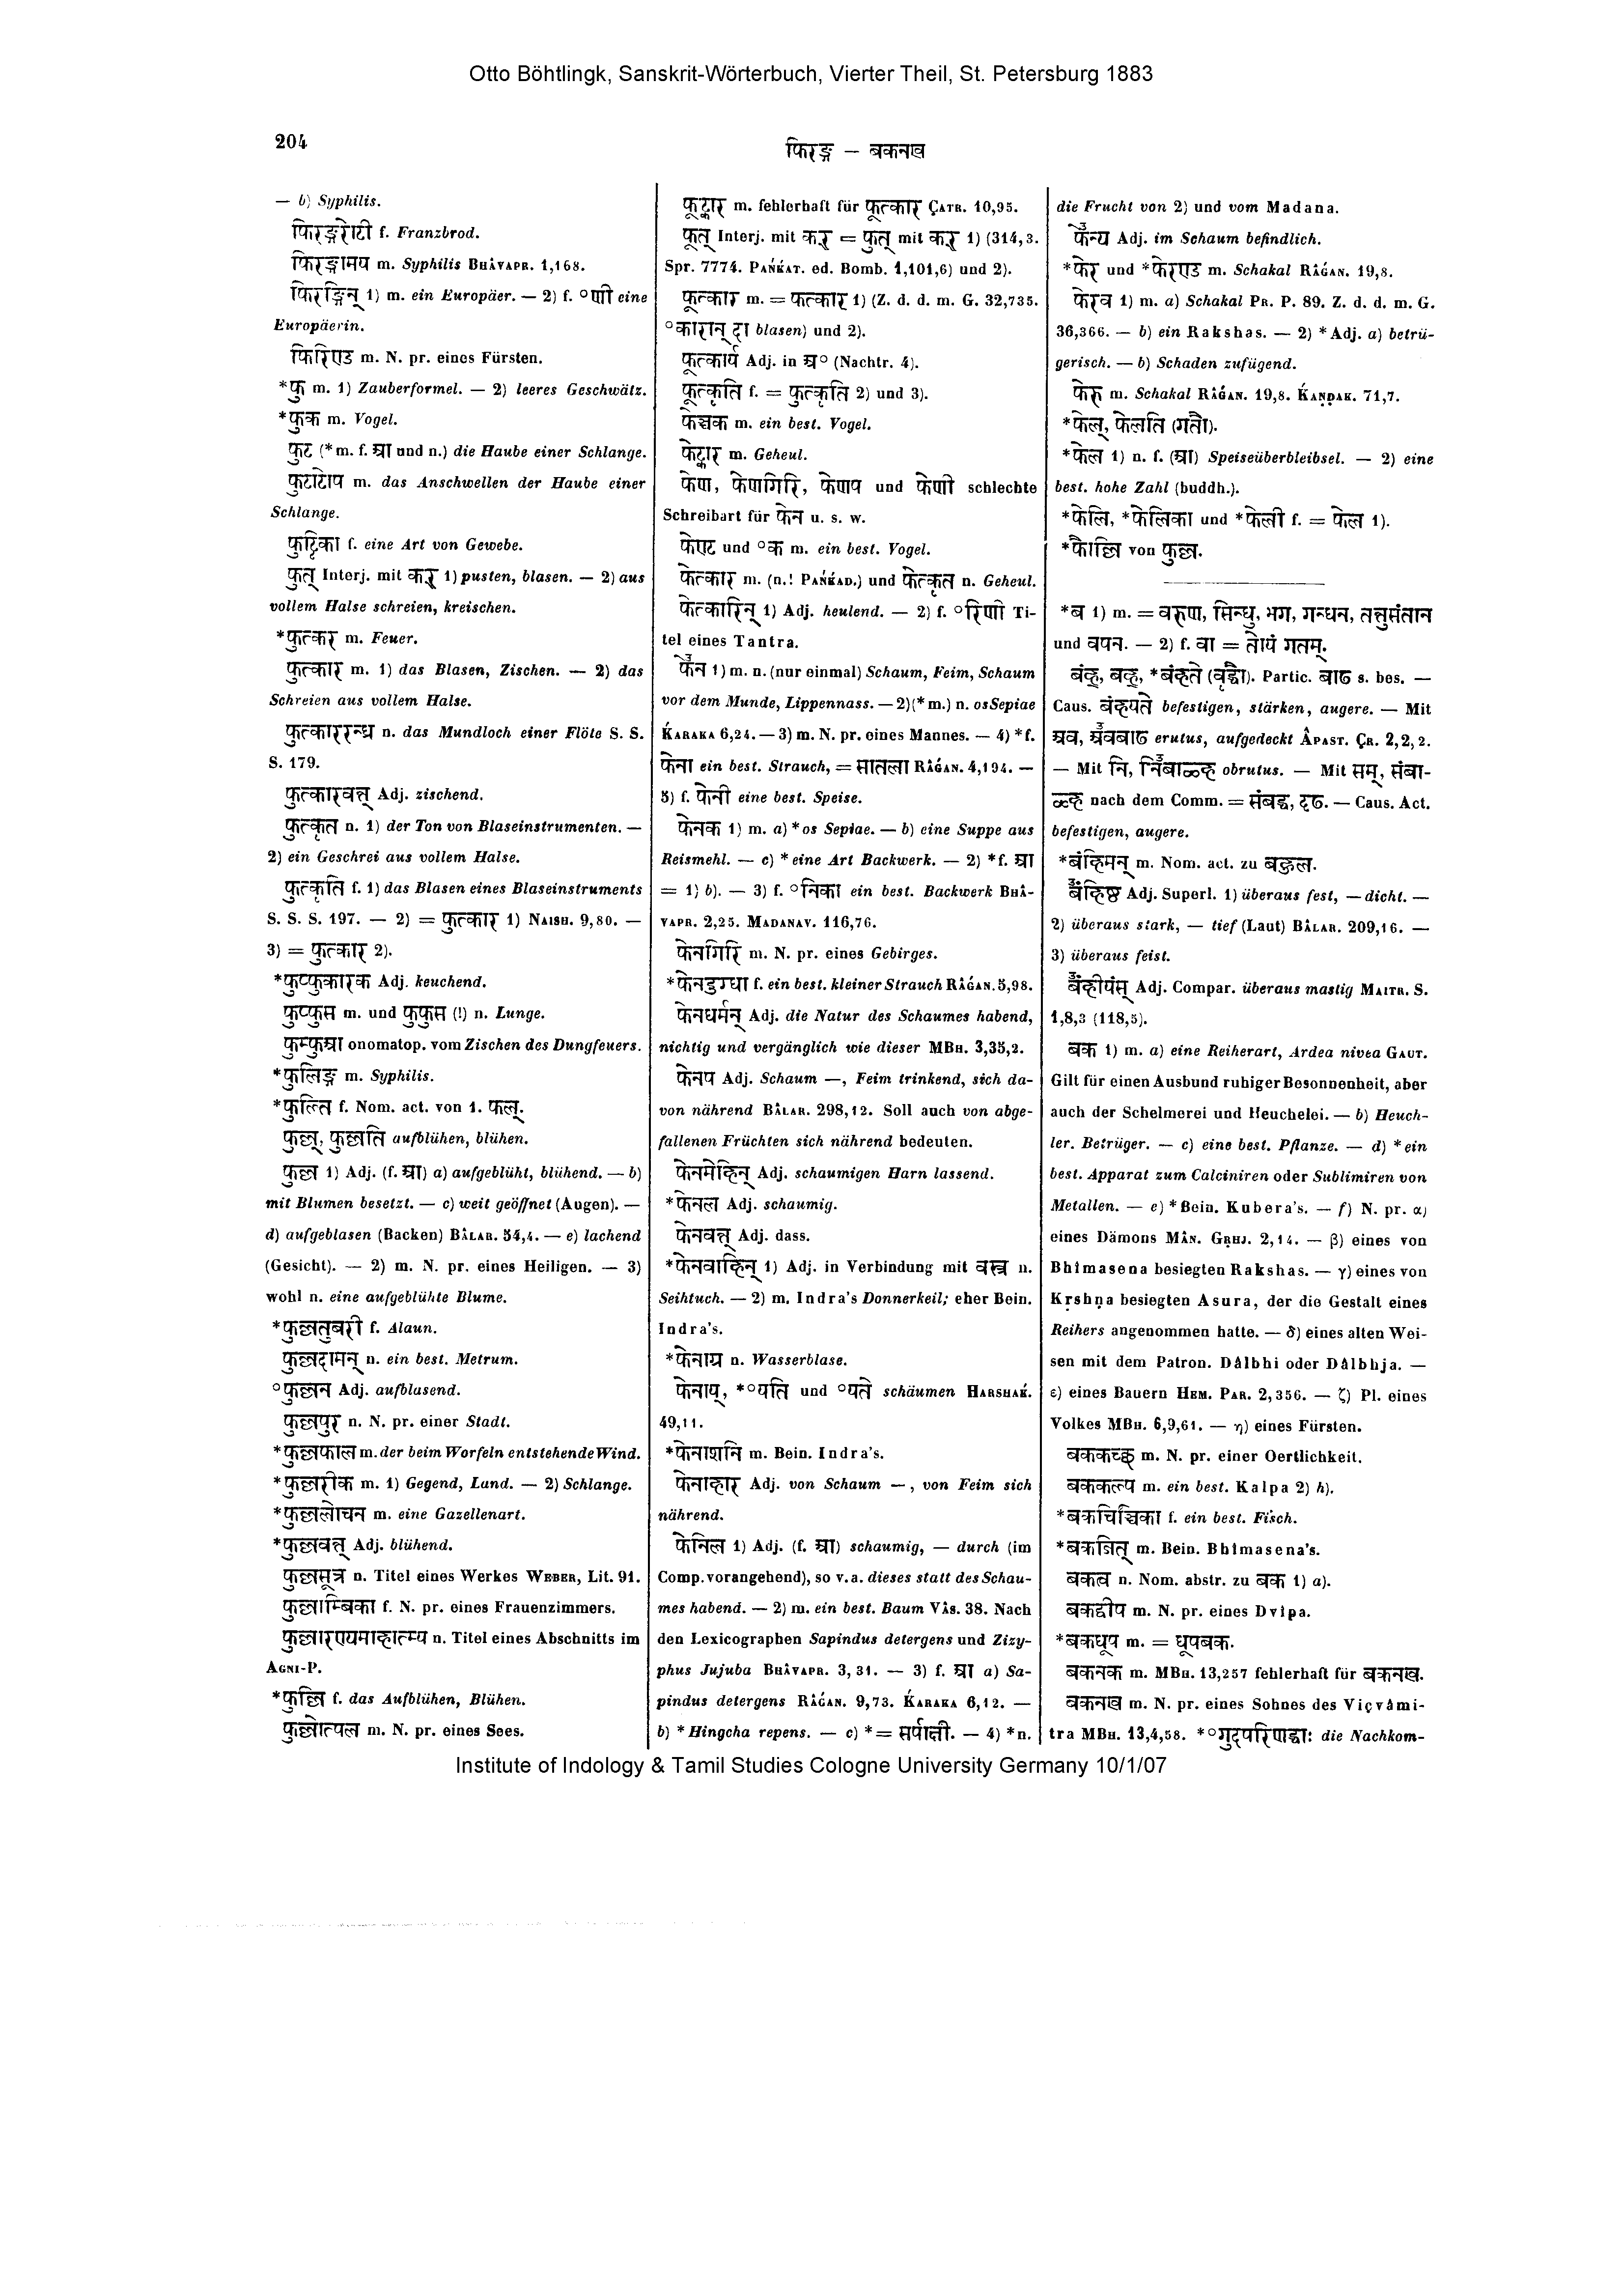 Otto Böhtlingk, Sanskrit-Wörterbuch, Vierter Theil, St. Petersburg 1883
204
फिरङ्ग — बकनख
— b) Syphilis.
फिरङ्गरोटी f. Franzbrod.
फिरङ्गामय m. Syphilis BHÂVAPR. 1,168.
फिरङ्गिन् 1) m. ein Europäer. — 2) f. °णी eine
Europäerin.
फिरिण्ड m. N. pr. eines Fürsten.
*फु m. 1) Zauberformel. — 2) leeres Geschwätz.
*फुक m. Vogel.
फुट (*m. f. आ und n.) die Haube einer Schlange.
फुटाटोप m. das Anschwellen der Haube einer
Schlange.
फुट्टिका f. eine Art von Gewebe.
फुत् Interj. mit कर् 1) pusten, blasen. — 2) aus
vollem Halse schreien, kreischen.
*फुत्कर m. Feuer.
फुत्कार m. 1) das Blasen, Zischen. — 2) das
Schreien aus vollem Halse.
फुत्काररन्ध्र n. das Mundloch einer Flöte S. S. S.
S. 179.
फुत्कारवत् Adj. zischend.
फुत्कृत n. 1) der Ton von Blaseinstrumenten. —
2) ein Geschrei aus vollem Halse.
फुत्कृति f. 1) das Blasen eines Blaseinstruments
S. S. S. 197. — 2) = फुत्कार 1) NAISH. 9,80. —
3) = फुत्कार 2).
*फुप्फुकारक Adj. keuchend.
फुप्फुस m. und फुफुस (!) n. Lunge.
फुम्फुआ onomatop. vom Zischen des Dungfeuers.
*फुलिङ्ग m. Syphilis.
*फुल्ति f. Nom. act. von 1. फल्.
फुल्ल्, फुल्लति aufblühen, blühen.
फुल्ल 1) Adj. (f. आ) a) aufgeblüht, blühend. — b)
mit Blumen besetzt. — c) weit geöffnet (Augen). —
d) aufgeblasen (Backen) BÂLAR. 54,4. — e) lachend
(Gesicht). — 2) m. N. pr. eines Heiligen. — 3)
wohl n. eine aufgeblühte Blume.
*फुल्लतुबरी f. Alaun.
फुल्लदामन् n. ein best. Metrum.
°फुल्लन Adj. aufblasend.
फुल्लपुर n. N. pr. einer Stadt.
*फुल्लफाल m. der beim Worfeln entstehende Wind.
*फुल्लरीक m. 1) Gegend, Land. — 2) Schlange.
*फुल्ललोचन m. eine Gazellenart.
*फुल्लवत् Adj. blühend.
फुल्लसूत्र n. Titel eines Werkes WEBER, Lit. 91.
फुल्लाम्बिका f. N. pr. eines Frauenzimmers.
फुल्लारण्यमाहात्म्य n. Titel eines Abschnitts im
AGNI-P.
*फुल्लि f. das Aufblühen, Blühen.
फुल्लोत्पल m. N. pr. eines Sees.
फूट्कार m. fehlerhaft für फूत्कार ÇATR. 10,95.
फूत् Interj. mit कर् = फुत् mit कर् 1) (314,3.
Spr. 7774. PAÑḰAT. ed. Bomb. 1,101,6) und 2).
फूत्कार m. = फत्कार 1) (Z. d. d. m. G. 32,735.
°कारान् दा blasen) und 2).
फूत्कार्य Adj. in अ° (Nachtr. 4).
फूत्कृति f. = फुत्कृति 2) und 3).
फेञ्चक m. ein best. Vogel.
फेट्कार m. Geheul.
फेण, फेणगिरि, फेणप und फेणी schlechte
Schreibart für फेन u. s. w.
फेण्ट und °क m. ein best. Vogel.
फेत्कार m. (n.! PAÑḰAD.) und फेत्कृत n. Geheul.
फेत्कारिन् 1) Adj. heulend. — 2) f. °रिणी Ti-
tel eines Tantra.
फेन 1) m. n. (nur einmal) Schaum, Feim, Schaum
vor dem Munde, Lippennass. — 2) (*m.) n. os Sepiae
ḰARAKA 6,24. — 3) m. N. pr. eines Mannes. — 4) *f.
फेना ein best. Strauch, = सातला RÂǴAN. 4,194. —
5) f. फेनी eine best. Speise.
फेनक 1) m. a) *os Sepiae. — b) eine Suppe aus
Reismehl. — c) *eine Art Backwerk. — 2) *f. आ
= 1) b). — 3) f. °निका ein best. Backwerk BHÂ-
VAPR. 2,25. MADANAV. 116,76.
फेनगिरि m. N. pr. eines Gebirges.
*फेनदुग्धा f. ein best. kleiner Strauch RÂǴAN. 5,98.
फेनधर्मन् Adj. die Natur des Schaumes habend,
nichtig und vergänglich wie dieser MBH. 3,35,2.
फेनप Adj. Schaum —, Feim trinkend, sich da-
von nährend BÂLAR. 298,12. Soll auch von abge-
fallenen Früchten sich nährend bedeuten.
फेनमेहिन् Adj. schaumigen Harn lassend.
*फेनल Adj. schaumig.
फेनवत् Adj. dass.
*फेनवाहिन् 1) Adj. in Verbindung mit वस्त्र n.
Seihtuch. — 2) m. Indra's Donnerkeil; eher Bein.
Indra's.
*फेनाग्र n. Wasserblase.
फेनाय्, *°यति und °यते schäumen HARSHAḰ.
49,11.
*फेनाशनि m. Bein. Indra's.
फेनाहार Adj. von Schaum —, von Feim sich
nährend.
फेनिल 1) Adj. (f. आ) schaumig, — durch (im
Comp. vorangehend), so v. a. dieses statt des Schau-
mes habend. — 2) m. ein best. Baum VÂS. 38. Nach
den Lexicographen Sapindus detergens und Zizy-
phus Jujuba BHÂVAPR. 3,31. — 3) f. आ a) Sa-
pindus detergens RÂǴAN. 9,73. ḰARAKA 6,12. —
b) *Hingcha repens. — c) *= सर्पाक्षी. — 4) *n.
die Frucht von 2) und vom Madana.
फेन्य Adj. im Schaum befindlich.
*फेर und *फेरण्ड m. Schakal RÂǴAN. 19,8.
फेरव 1) m. a) Schakal PR. P. 89. Z. d. d. m. G.
36,366. — b) ein Rakshas. — 2) *Adj. a) betrü-
gerisch. — b) Schaden zufügend.
फेरु m. Schakal RÂǴAN. 19,8. ḰAṆḌAK. 71,7.
*फेल्, फेलति (गतौ).
*फेल 1) n. f. (आ) Speiseüberbleibsel. — 2) eine
best. hohe Zahl (buddh.).
*फेलि, *फेलिका und *फेली f. = फेल 1).
*फौल्लि von फुल्ल.
*ब 1) m. = वरुण, सिन्धु, भग, गन्धन, तन्तुसंतान
und वपन. — 2) f. बा = तोयं गतम्.
बंह्, बह्, *बंहते (वृद्धौ). Partic. बाढ s. bes. —
Caus. बंहयते befestigen, stärken, augere. — Mit
अव, अवबाढ erutus, aufgedeckt ÂPAST. ÇR. 2,2,2.
— Mit नि, निबाळ्ह obrutus. — Mit सम्, संबा-
ळ्ह nach dem Comm. = संबद्ध, दृढ. — Caus. Act.
befestigen, augere.
*बंहिमन् m. Nom. act. zu बहुल.
बंहिष्ठ Adj. Superl. 1) überaus fest, — dicht. —
2) überaus stark, — tief (Laut) BÂLAR. 209,16. —
3) überaus feist.
बंहीयंस् Adj. Compar. überaus mastig MAITR. S.
1,8,3 (118,5).
बक 1) m. a) eine Reiherart, Ardea nivea GAUT.
Gilt für einen Ausbund ruhiger Besonnenheit, aber
auch der Schelmerei und Heuchelei. — b) Heuch-
ler. Betrüger. — c) eine best. Pflanze. — d) *ein
best. Apparat zum Calciniren oder Sublimiren von
Metallen. — e) *Bein. Kubera's. — f) N. pr. α)
eines Dämons MÂN. GṚHJ. 2,14. — β) eines von
Bhîmasena besiegten Rakshas. — γ) eines von
Kṛshṇa besiegten Asura, der die Gestalt eines
Reihers angenommen hatte. — δ) eines alten Wei-
sen mit dem Patron. Dâlbhi oder Dâlbhja. —
ε) eines Bauern HEM. PAR. 2,356. — ζ) Pl. eines
Volkes MBH. 6,9,61. — η) eines Fürsten.
बककच्छ m. N. pr. einer Oertlichkeit.
बककल्प m. ein best. Kalpa 2) h).
*बकचिञ्चिका f. ein best. Fisch.
*बकजित् m. Bein. Bhîmasena's.
बकत्व n. Nom. abstr. zu बक 1) a).
बकद्वीप m. N. pr. eines Dvîpa.
*बकधूप m. = धूपबक.
बकनक m. MBH. 13,257 fehlerhaft für बकनख.
बकनख m. N. pr. eines Sohnes des Viçvâmi-
tra MBH. 13,4,58. *°गुदपरिणद्धाः die Nachkom-
Institute of Indology & Tamil Studies Cologne University Germany 10/1/07